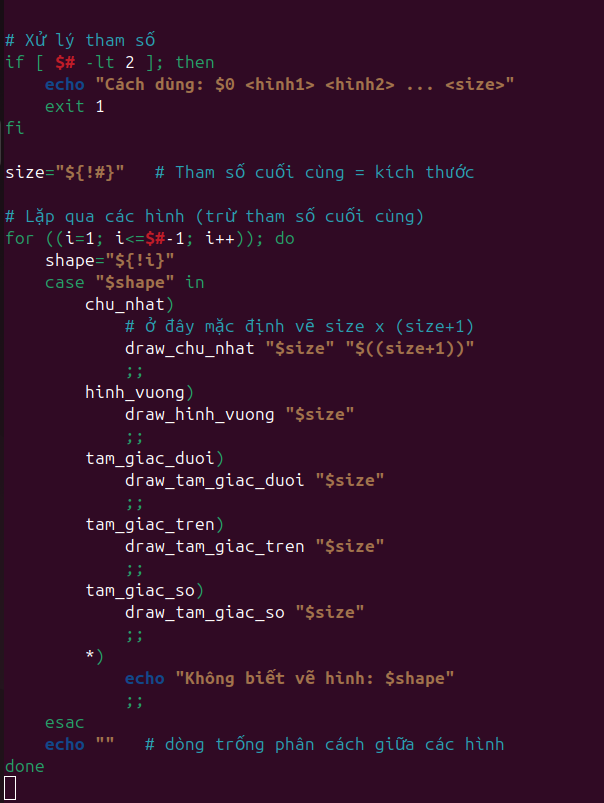 # Xử lý tham số
if [ $# -lt 2 ]; then
    echo "Cách dùng: $0 <hình1> <hình2> ... <size>"
    exit 1
fi

size="${!#}"   # Tham số cuối cùng = kích thước

# Lặp qua các hình (trừ tham số cuối cùng)
for ((i=1; i<=$#-1; i++)); do
    shape="${!i}"
    case "$shape" in
        chu_nhat)
            # ở đây mặc định vẽ size x (size+1)
            draw_chu_nhat "$size" "$((size+1))"
            ;;
        hinh_vuong)
            draw_hinh_vuong "$size"
            ;;
        tam_giac_duoi)
            draw_tam_giac_duoi "$size"
            ;;
        tam_giac_tren)
            draw_tam_giac_tren "$size"
            ;;
        tam_giac_so)
            draw_tam_giac_so "$size"
            ;;
        *)
            echo "Không biết vẽ hình: $shape"
            ;;
    esac
    echo ""   # dòng trống phân cách giữa các hình
done